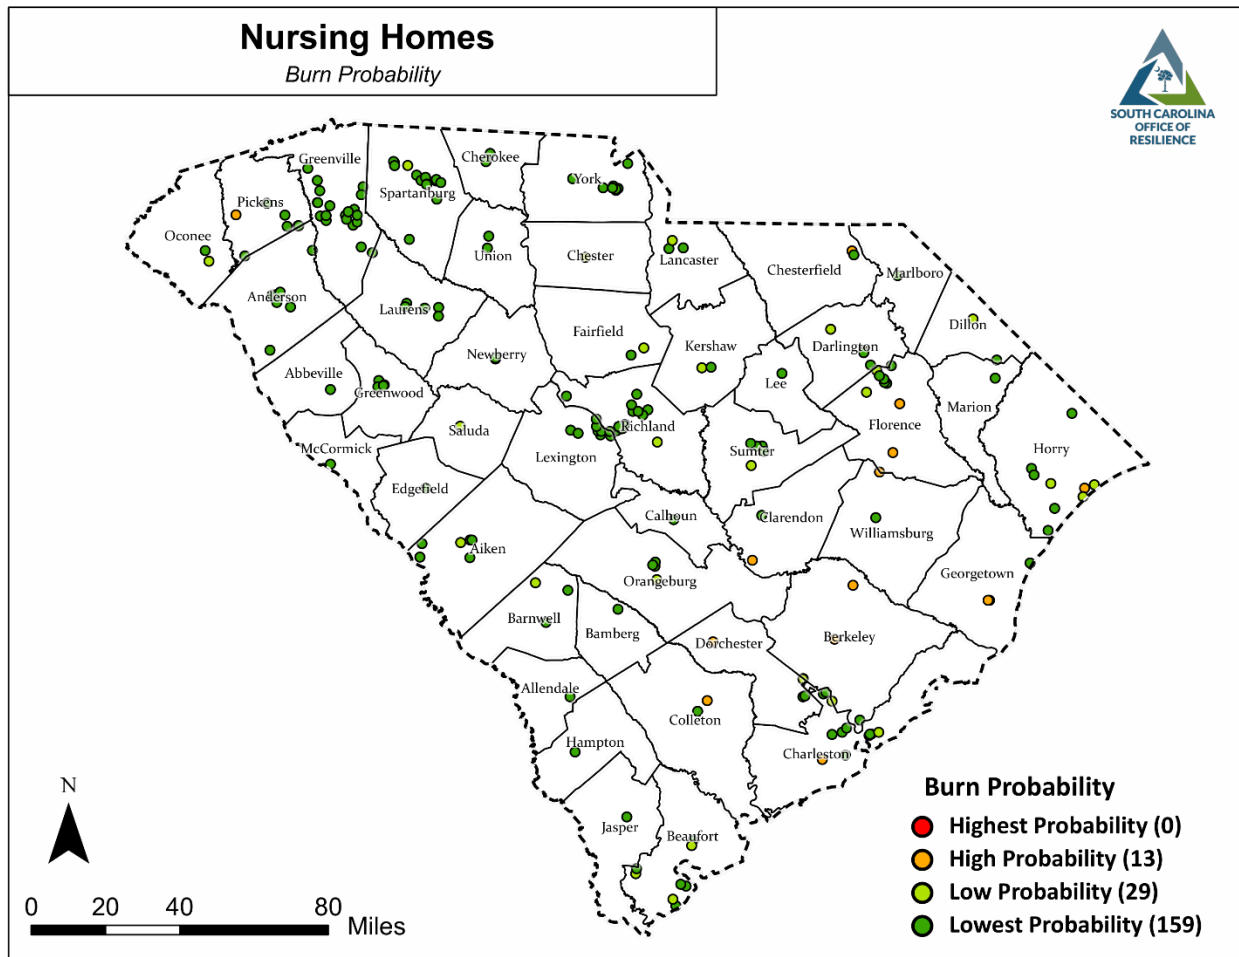 Nursing Homes
Burn Probability
SOUTH CAROLINA
OFFICE OF
RESILIENCE
Cherokee
Greenville
York
Spartanburg
Pickens
Oconee
Union
Chester
Lancaster
Chesterfield
Marlboro
Anderson
Laurens
Fairfield
Dillon
Kershaw
Darlington
Newberry
Abbeville
Greenwood
Lee
Marion
Saluda
Richland
Florence
McCormick
Lexington
Sumter
Horry
Edgefield
Calhoun
Clarendon
Williamsburg
Aiken
Orangeburg
Georgetown
Barnwell
Bamberg
Dorchester
Berkeley
Allendale
Colleton
Hampton
Charleston
Jasper
Beaufort
N
0 20 40 80 Miles
Burn Probability
Highest Probability (0)
High Probability (13)
Low Probability (29)
Lowest Probability (159)